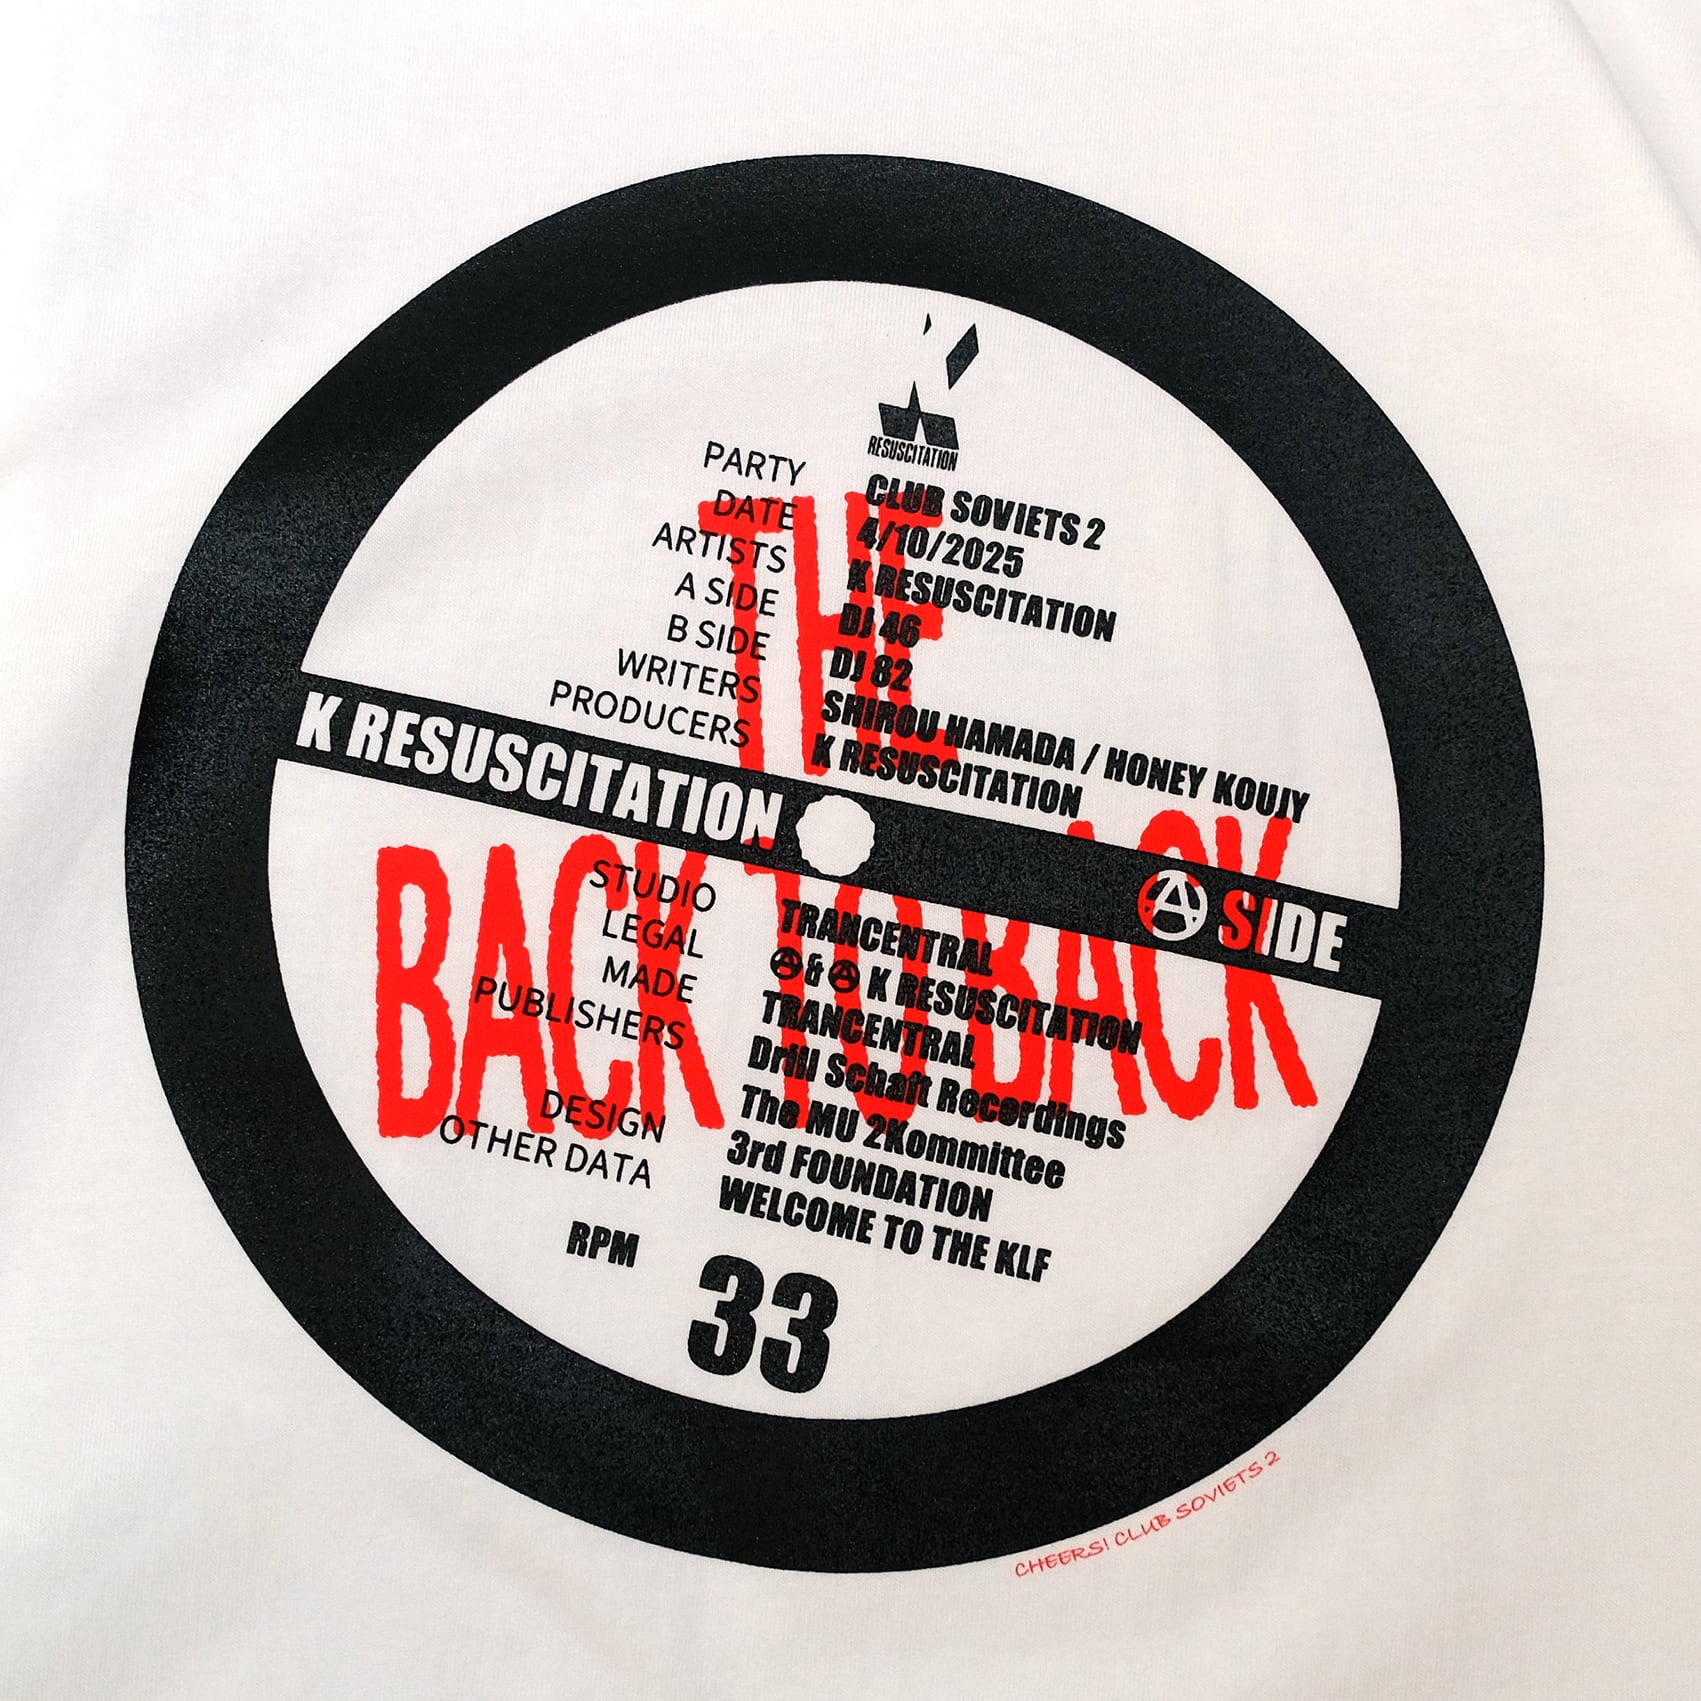 RESUSCITATION
PARTY CLUB SOVIETS 2
DATE 4/10/2025
ARTISTS K RESUSCITATION
A SIDE DJ 46
B SIDE DJ 82
WRITERS SHIROU HAMADA / HONEY KOUJY
PRODUCERS K RESUSCITATION
THE
K RESUSCITATION Ⓐ SIDE
BACK TO BACK
STUDIO TRANCENTRAL
LEGAL Ⓐ & Ⓐ K RESUSCITATION
MADE TRANCENTRAL
PUBLISHERS Drill Schaft Recordings
The MU 2Kommittee
DESIGN 3rd FOUNDATION
OTHER DATA WELCOME TO THE KLF
RPM 33
CHEERS! CLUB SOVIETS 2